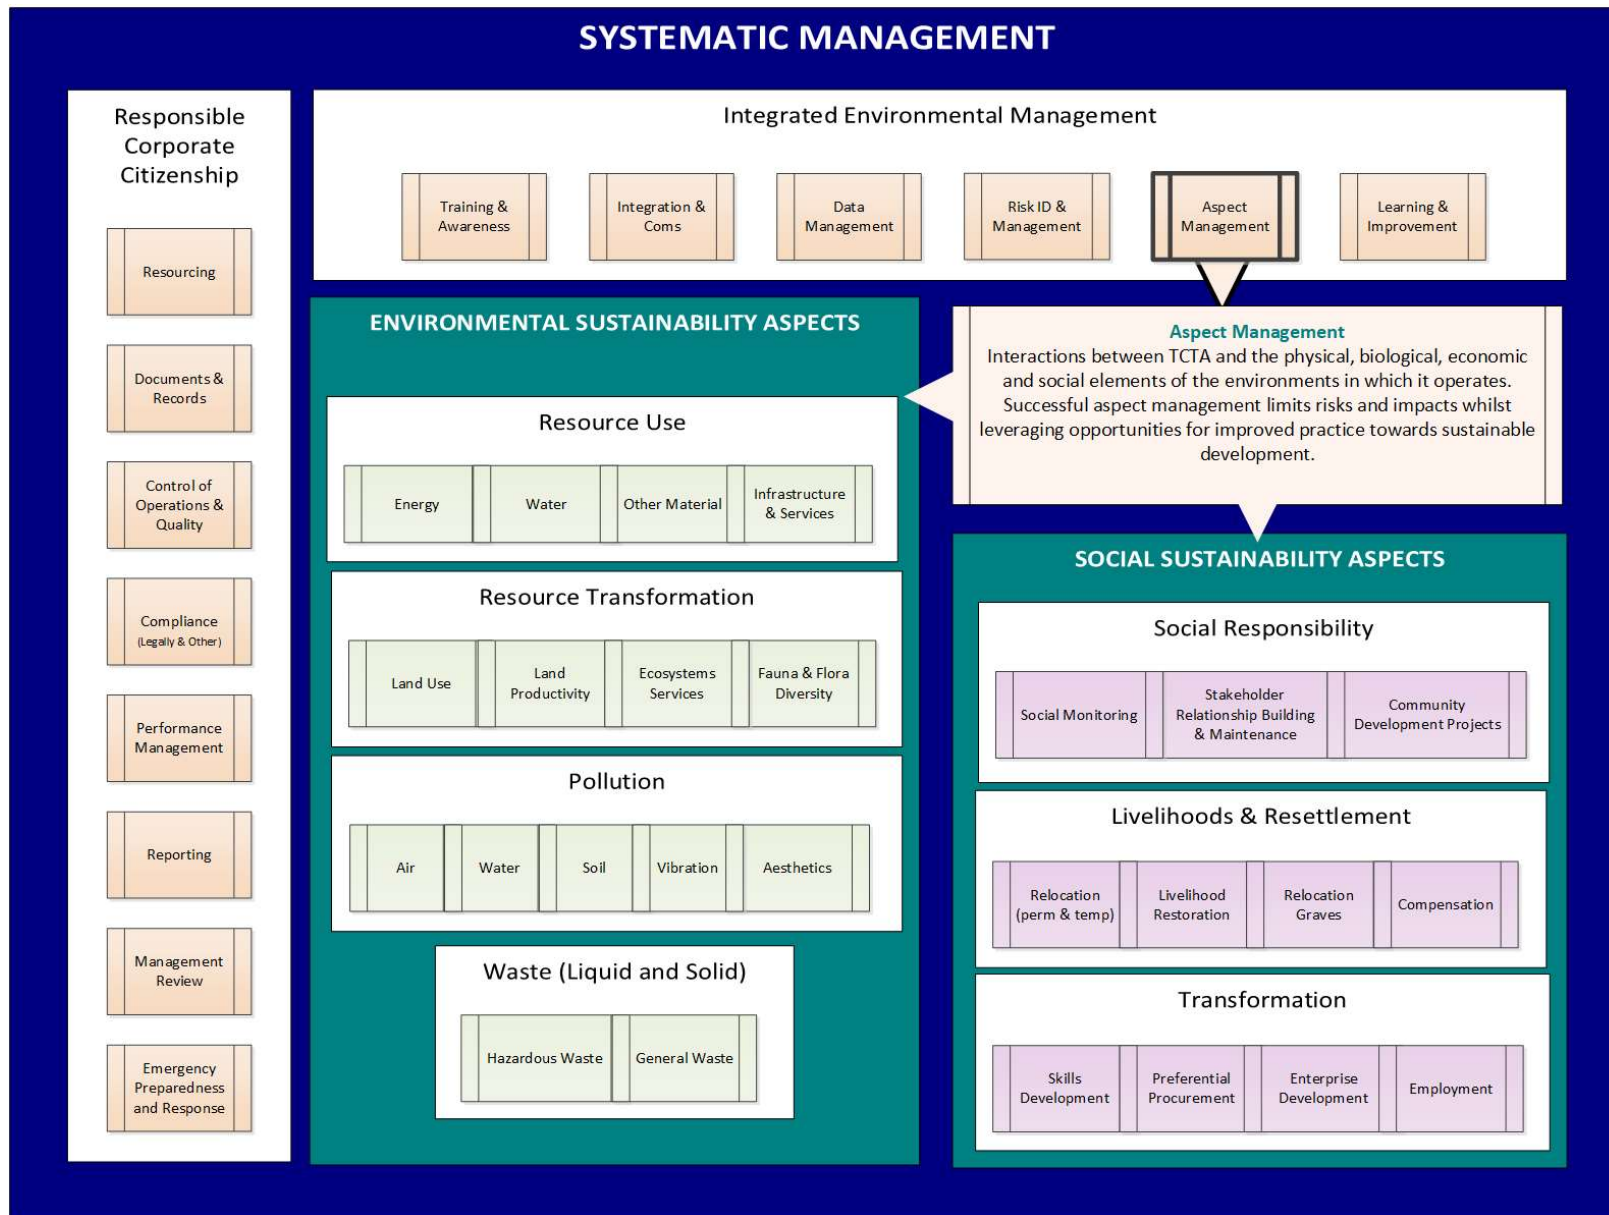 SYSTEMATIC MANAGEMENT
Responsible
Corporate
Citizenship
Resourcing
Documents &
Records
Control of
Operations &
Quality
Compliance
(Legally & Other)
Performance
Management
Reporting
Management
Review
Emergency
Preparedness
and Response
Integrated Environmental Management
Training &
Awareness
Integration &
Coms
Data
Management
Risk ID &
Management
Aspect
Management
Learning &
Improvement
ENVIRONMENTAL SUSTAINABILITY ASPECTS
Resource Use
Energy
Water
Other Material
Infrastructure
& Services
Resource Transformation
Land Use
Land
Productivity
Ecosystems
Services
Fauna & Flora
Diversity
Pollution
Air
Water
Soil
Vibration
Aesthetics
Waste (Liquid and Solid)
Hazardous Waste
General Waste
Aspect Management
Interactions between TCTA and the physical, biological, economic
and social elements of the environments in which it operates.
Successful aspect management limits risks and impacts whilst
leveraging opportunities for improved practice towards sustainable
development.
SOCIAL SUSTAINABILITY ASPECTS
Social Responsibility
Social Monitoring
Stakeholder
Relationship Building
& Maintenance
Community
Development Projects
Livelihoods & Resettlement
Relocation
(perm & temp)
Livelihood
Restoration
Relocation
Graves
Compensation
Transformation
Skills
Development
Preferential
Procurement
Enterprise
Development
Employment